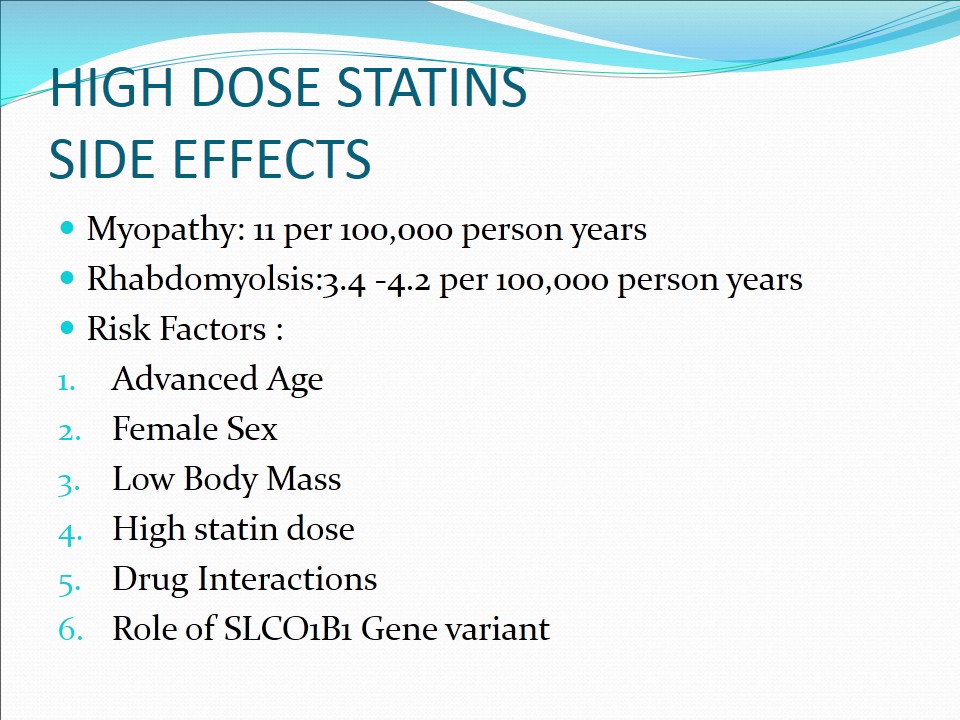 HIGH DOSE STATINS
SIDE EFFECTS
• Myopathy: 11 per 100,000 person years
• Rhabdomyolsis:3.4 -4.2 per 100,000 person years
• Risk Factors :
1. Advanced Age
2. Female Sex
3. Low Body Mass
4. High statin dose
5. Drug Interactions
6. Role of SLCO1B1 Gene variant